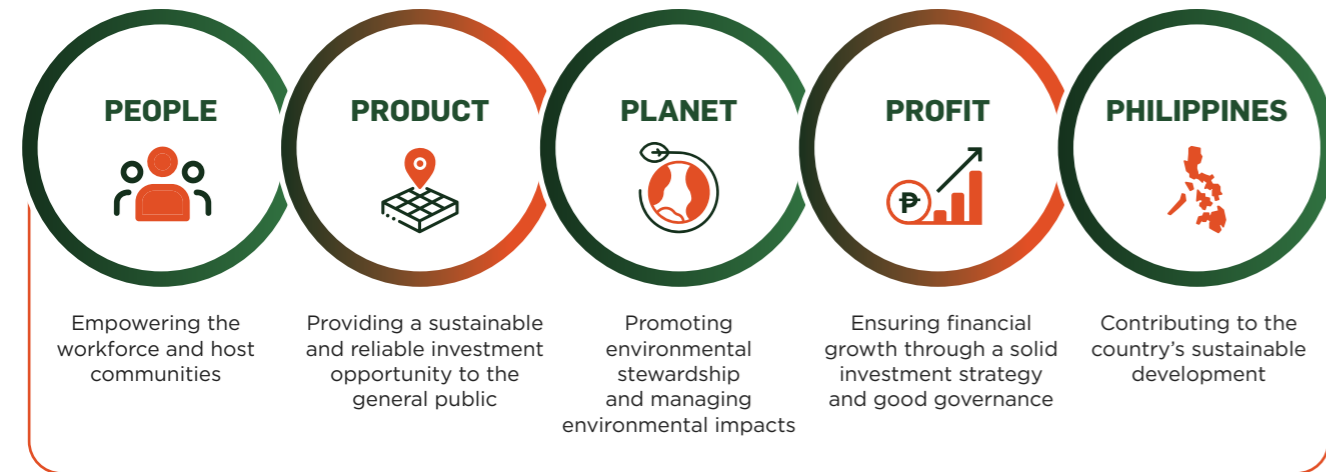 PEOPLE
Empowering the
workforce and host
communities
PRODUCT
Providing a sustainable
and reliable investment
opportunity to the
general public
PLANET
Promoting
environmental
stewardship
and managing
environmental impacts
PROFIT
₱
Ensuring financial
growth through a solid
investment strategy
and good governance
PHILIPPINES
Contributing to the
country’s sustainable
development